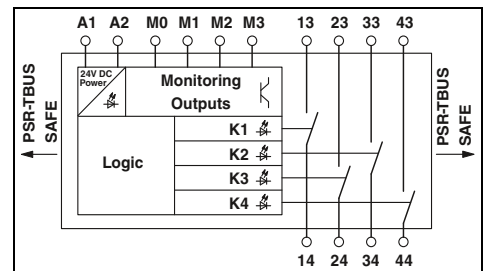 A1 A2 M0 M1 M2 M3 13 23 33 43
24V DC
Power
Monitoring
Outputs
PSR-TBUS
SAFE
Logic
K1
K2
K3
K4
PSR-TBUS
SAFE
14 24 34 44